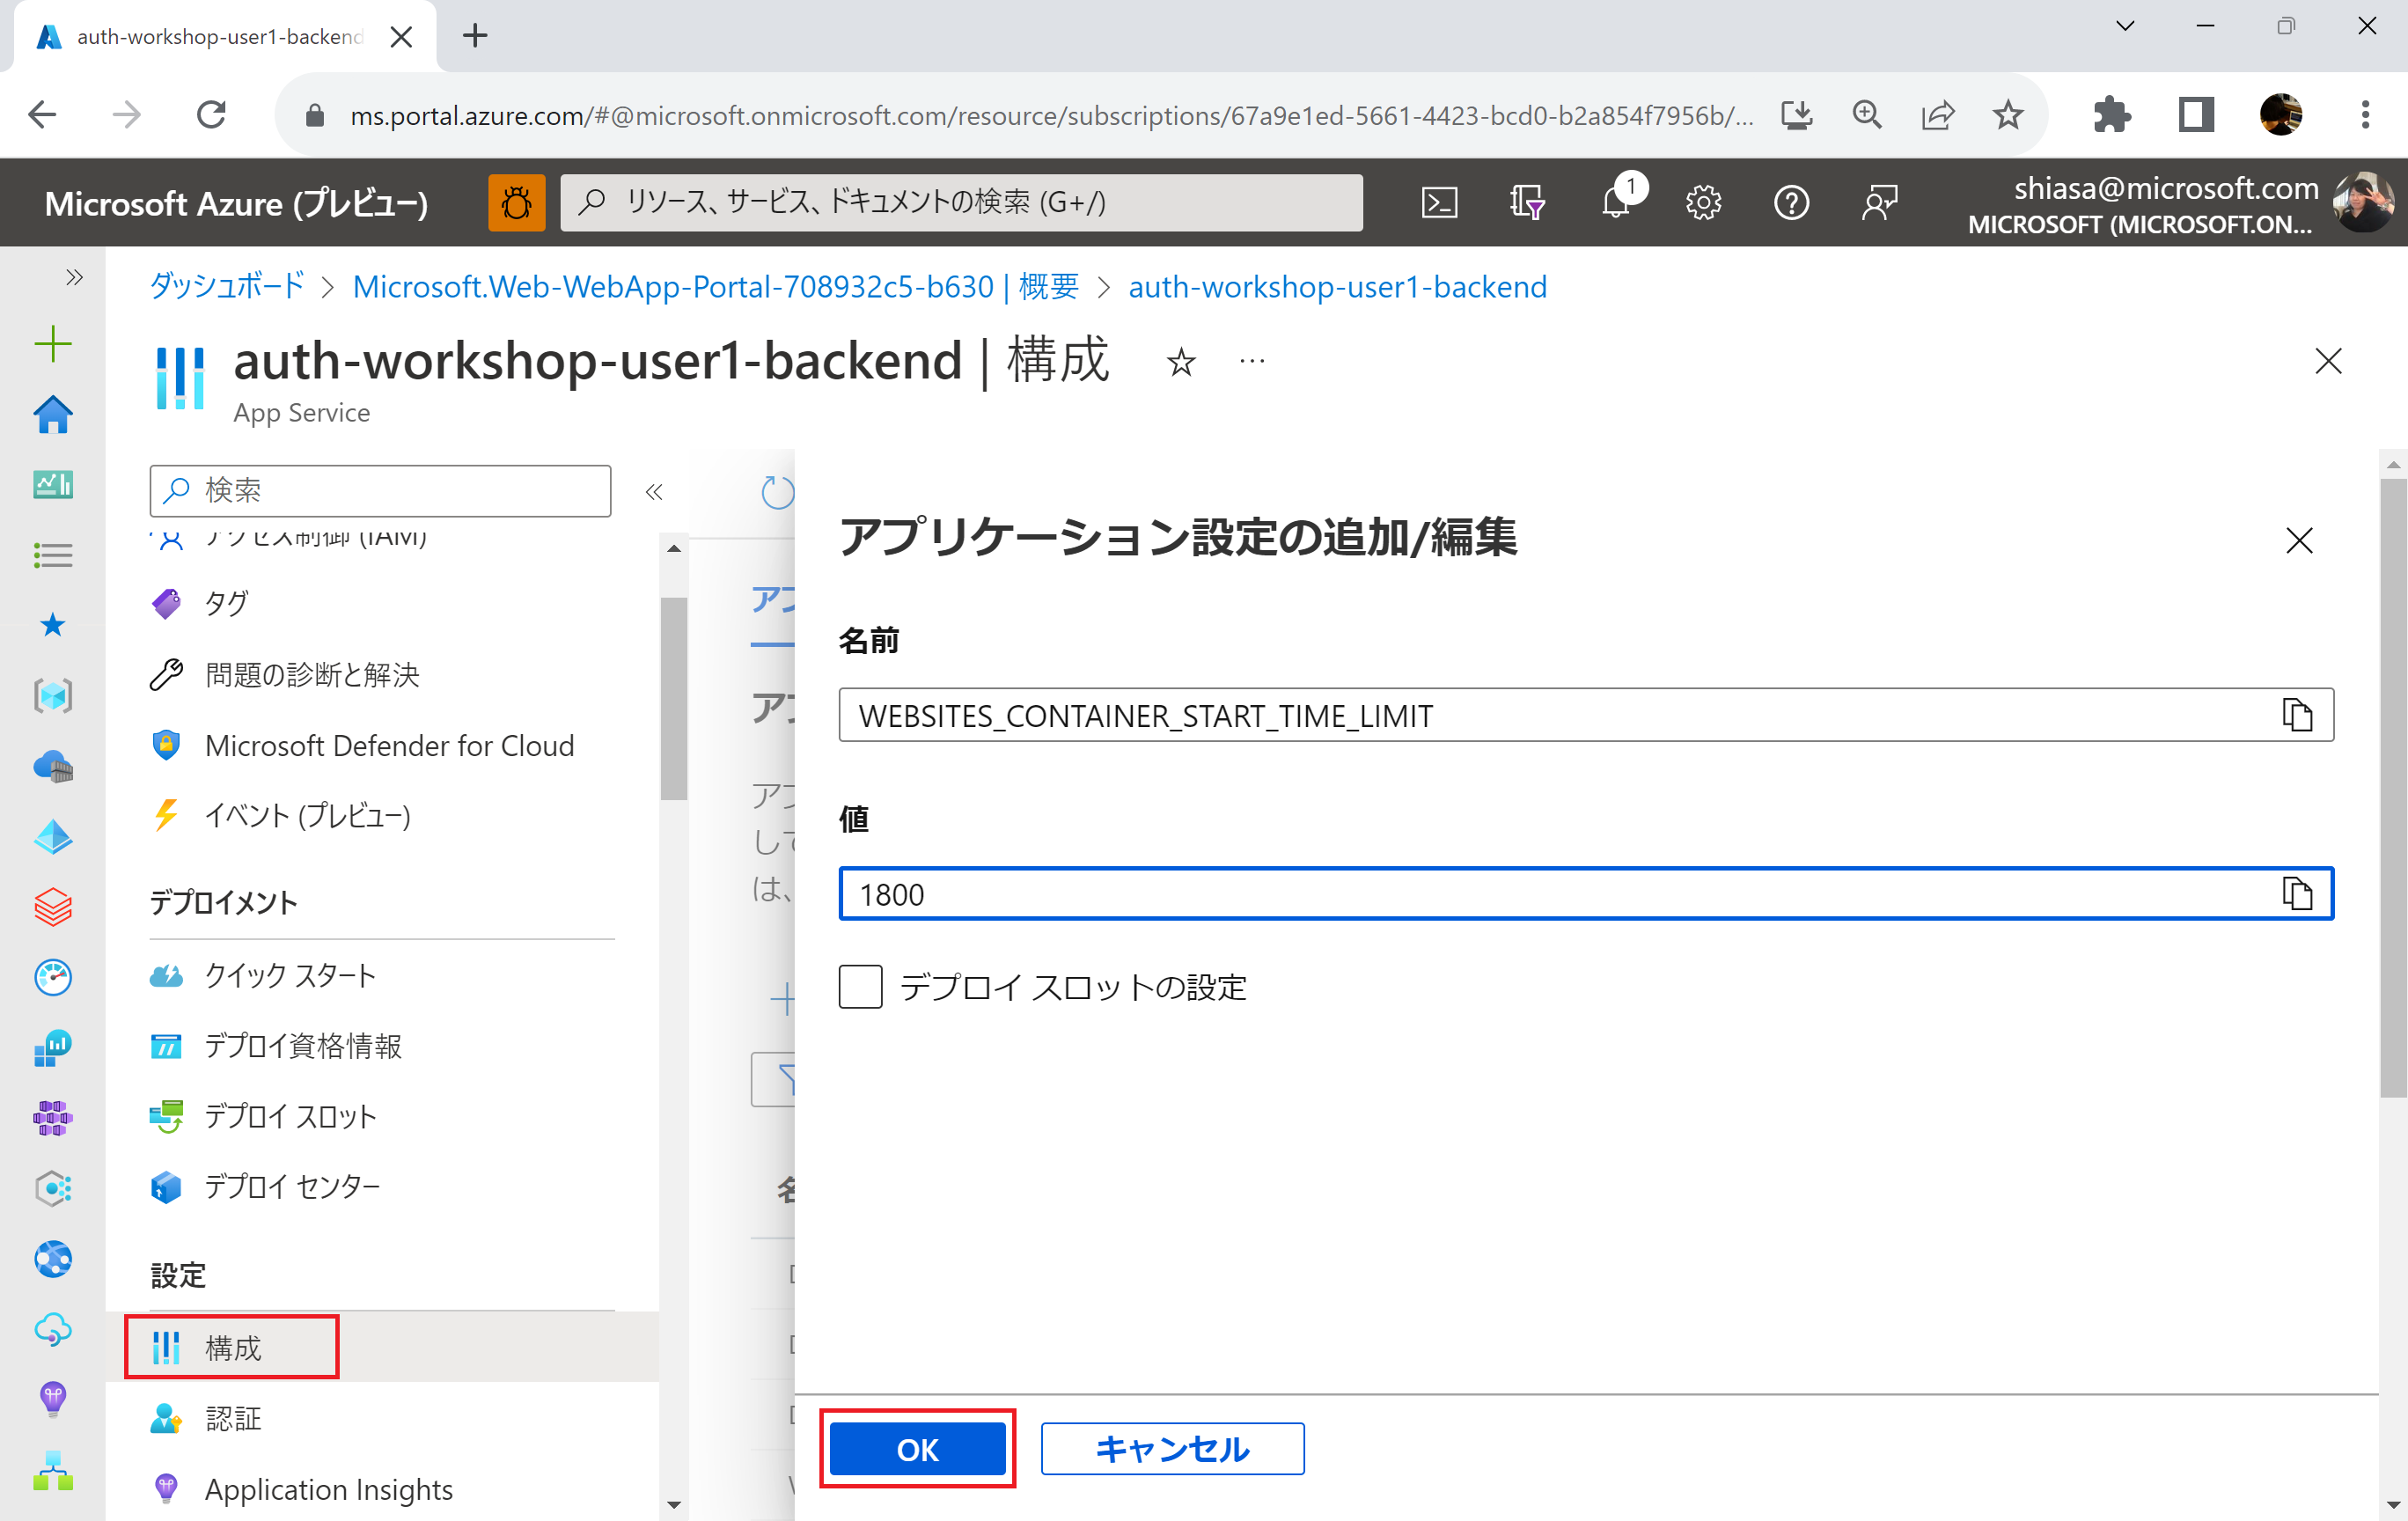 auth-workshop-user1-backend
ms.portal.azure.com/#@microsoft.onmicrosoft.com/resource/subscriptions/67a9e1ed-5661-4423-bcd0-b2a854f7956b/...
Microsoft Azure (プレビュー)
リソース、サービス、ドキュメントの検索 (G+/)
1
shiasa@microsoft.com
MICROSOFT (MICROSOFT.ON...
ダッシュボード > Microsoft.Web-WebApp-Portal-708932c5-b630 | 概要 > auth-workshop-user1-backend
auth-workshop-user1-backend | 構成
App Service
検索
アクセス制御 (IAM)
タグ
問題の診断と解決
Microsoft Defender for Cloud
イベント (プレビュー)
デプロイメント
クイック スタート
デプロイ資格情報
デプロイ スロット
デプロイ センター
設定
構成
認証
Application Insights
アプリケーション設定の追加/編集
名前
WEBSITES_CONTAINER_START_TIME_LIMIT
値
1800
デプロイ スロットの設定
OK
キャンセル